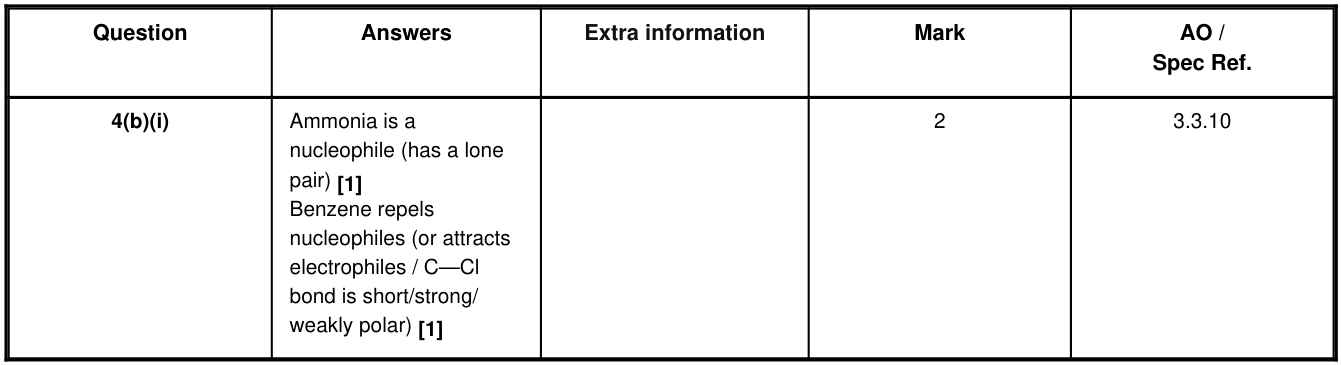 Question Answers Extra information Mark AO /
Spec Ref.
4(b)(i) Ammonia is a 2 3.3.10
nucleophile (has a lone
pair) [1]
Benzene repels
nucleophiles (or attracts
electrophiles / C—Cl
bond is short/strong/
weakly polar) [1]